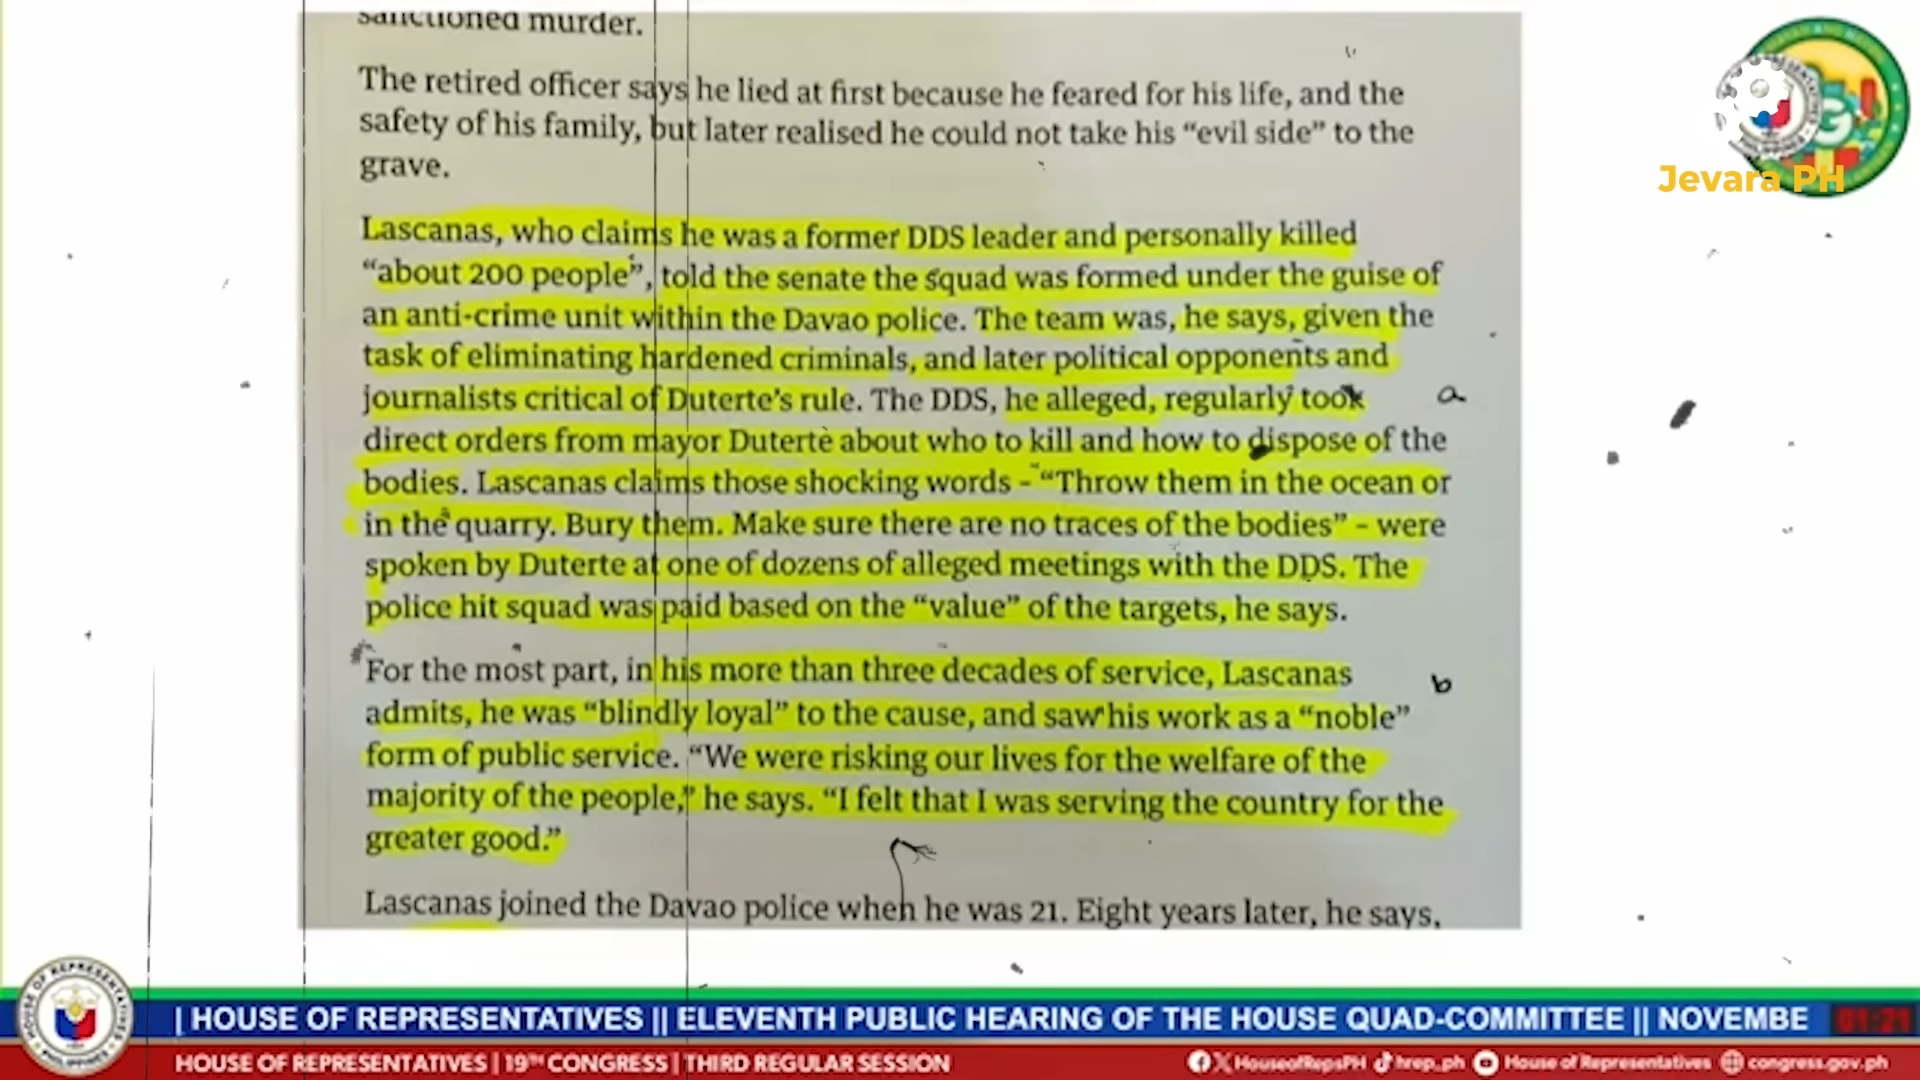 sanctioned murder.
The retired officer says he lied at first because he feared for his life, and the
safety of his family, but later realised he could not take his “evil side” to the
grave.
Lascanas, who claims he was a former DDS leader and personally killed
“about 200 people”, told the senate the squad was formed under the guise of
an anti-crime unit within the Davao police. The team was, he says, given the
task of eliminating hardened criminals, and later political opponents and
journalists critical of Duterte’s rule. The DDS, he alleged, regularly took
a
direct orders from mayor Duterte about who to kill and how to dispose of the
bodies. Lascanas claims those shocking words – “Throw them in the ocean or
in the quarry. Bury them. Make sure there are no traces of the bodies” – were
spoken by Duterte at one of dozens of alleged meetings with the DDS. The
police hit squad was paid based on the “value” of the targets, he says.
For the most part, in his more than three decades of service, Lascanas
b
admits, he was “blindly loyal” to the cause, and saw his work as a “noble”
form of public service. “We were risking our lives for the welfare of the
majority of the people,” he says. “I felt that I was serving the country for the
greater good.”
Lascanas joined the Davao police when he was 21. Eight years later, he says,
Jevara PH
| HOUSE OF REPRESENTATIVES || ELEVENTH PUBLIC HEARING OF THE HOUSE QUAD-COMMITTEE || NOVEMBE
01:21
HOUSE OF REPRESENTATIVES | 19TH CONGRESS | THIRD REGULAR SESSION
HouseofRepsPH hrep_ph House of Representatives congress.gov.ph
HOUSE OF REPRESENTATIVES
PHILIPPINES